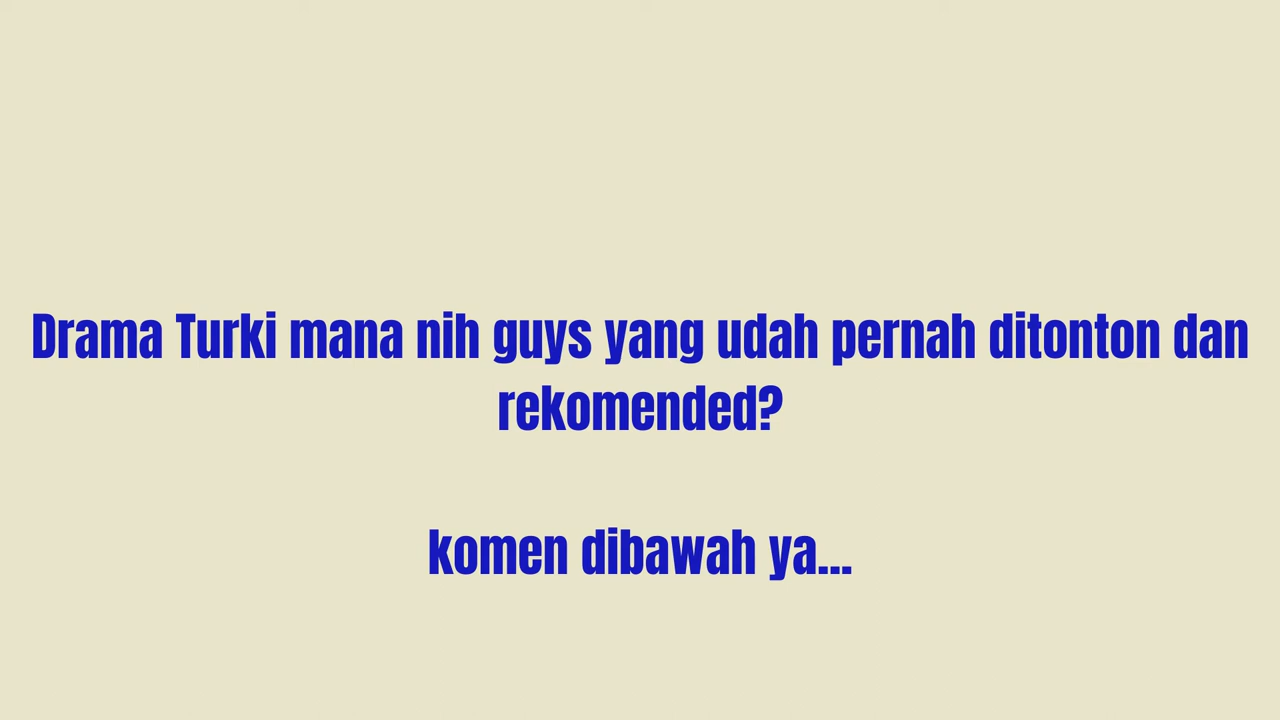 Drama Turki mana nih guys yang udah pernah ditonton dan
rekomended?
komen dibawah ya...